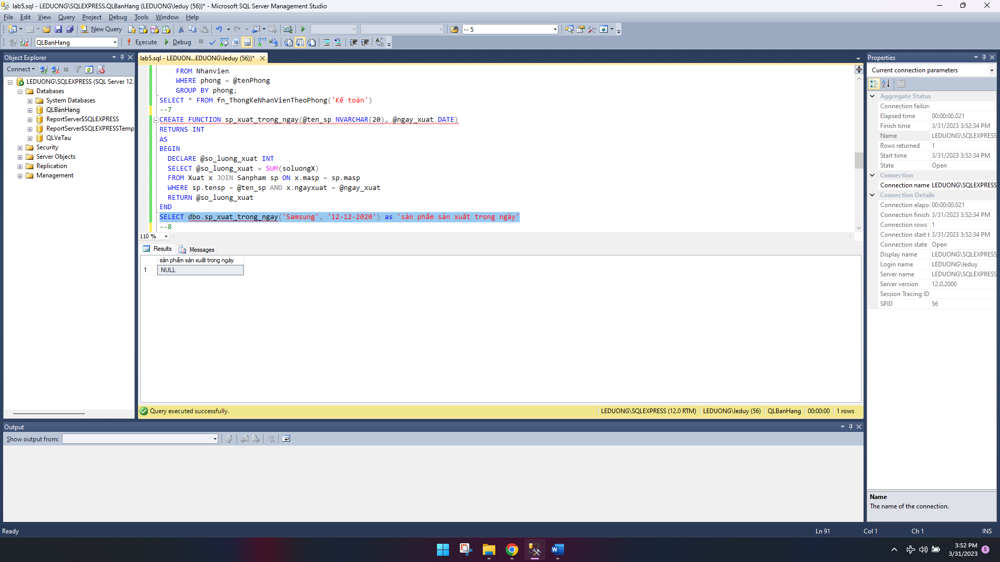 lab5.sql - LEDUONG\SQLEXPRESS.QLBanHang (LEDUONG\leduy (56))* - Microsoft SQL Server Management Studio
File Edit View Query Project Debug Tools Window Help
New Query -- 5
QLBanHang Execute Debug
Object Explorer
Connect
LEDUONG\SQLEXPRESS (SQL Server 12.
Databases
System Databases
QLBanHang
ReportServer$SQLEXPRESS
ReportServer$SQLEXPRESSTemp
QLVeTau
Security
Server Objects
Replication
Management
lab5.sql - LEDUON...EDUONG\leduy (56))*
FROM Nhanvien
WHERE phong = @tenPhong
GROUP BY phong;
SELECT * FROM fn_ThongKeNhanVienTheoPhong('Kế toán')
--7
CREATE FUNCTION sp_xuat_trong_ngay(@ten_sp NVARCHAR(20), @ngay_xuat DATE)
RETURNS INT
AS
BEGIN
DECLARE @so_luong_xuat INT
SELECT @so_luong_xuat = SUM(soluongX)
FROM Xuat x JOIN Sanpham sp ON x.masp = sp.masp
WHERE sp.tensp = @ten_sp AND x.ngayxuat = @ngay_xuat
RETURN @so_luong_xuat
END
SELECT dbo.sp_xuat_trong_ngay('Samsung', '12-12-2020') as 'sản phẩm sản xuất trong ngày'
--8
110 %
Results Messages
sản phẩm sản xuất trong ngày
1 NULL
Query executed successfully. LEDUONG\SQLEXPRESS (12.0 RTM) LEDUONG\leduy (56) QLBanHang 00:00:00 1 rows
Output
Show output from:
Properties
Current connection parameters
Aggregate Status
Connection failure
Elapsed time 00:00:00.021
Finish time 3/31/2023 3:52:34 PM
Name LEDUONG\SQLEXPRESS
Rows returned 1
Start time 3/31/2023 3:52:34 PM
State Open
Connection
Connection name LEDUONG\SQLEXPRESS
Connection Details
Connection elapse 00:00:00.021
Connection finish 3/31/2023 3:52:34 PM
Connection rows 1
Connection start t 3/31/2023 3:52:34 PM
Connection state Open
Display name LEDUONG\SQLEXPRESS
Login name LEDUONG\leduy
Server name LEDUONG\SQLEXPRESS
Server version 12.0.2000
Session Tracing ID
SPID 56
Name
The name of the connection.
Ready Ln 91 Col 1 Ch 1 INS
3:52 PM
3/31/2023
5